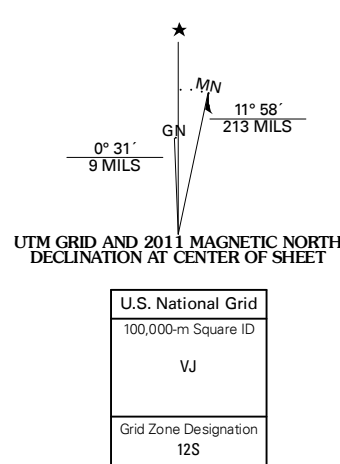 ★
MN
11° 58´
213 MILS
GN
0° 31´
9 MILS
UTM GRID AND 2011 MAGNETIC NORTH
DECLINATION AT CENTER OF SHEET
U.S. National Grid
100,000-m Square ID
VJ
Grid Zone Designation
12S